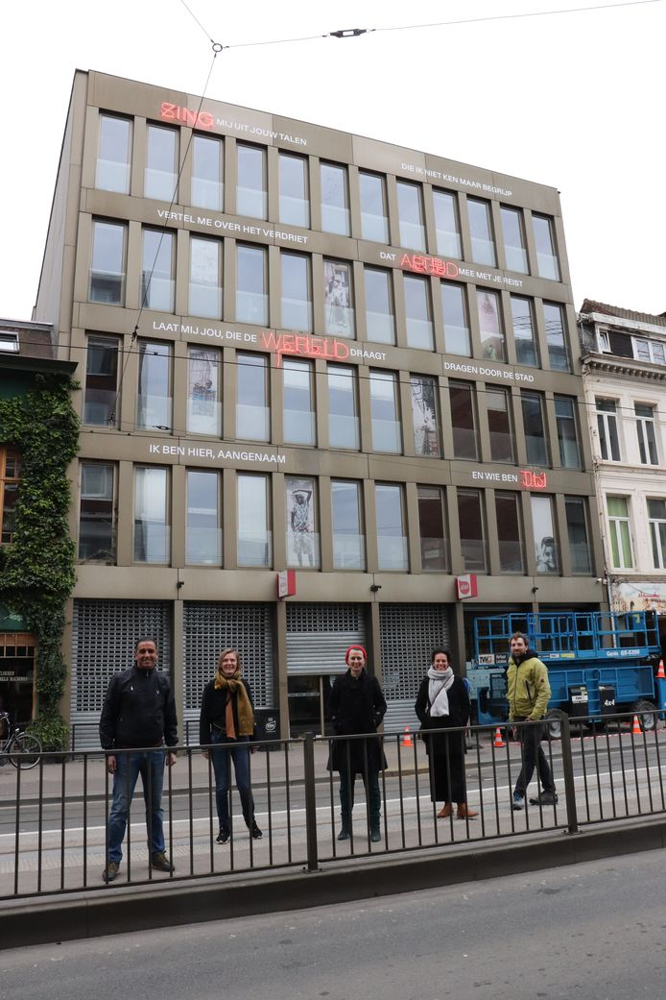 ZING MIJ UIT JOUW TALEN
DIE IK NIET KEN MAAR BEGRIJP
VERTEL ME OVER HET VERDRIET
DAT MEE MET JE REIST
LAAT MIJ JOU, DIE DE WERELD DRAAGT
DRAGEN DOOR DE STAD
IK BEN HIER, AANGENAAM
EN WIE BEN
Genie GS-5390
4x4